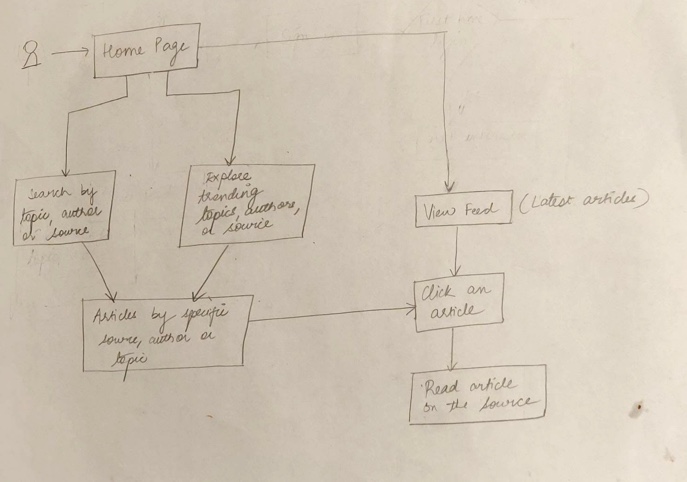 Home Page
Search by
topic, author
or source
Explore
trending
topics, authors,
or source
View Feed (Latest articles)
Articles by specific
source, author or
topic
Click an
article
Read article
on the source